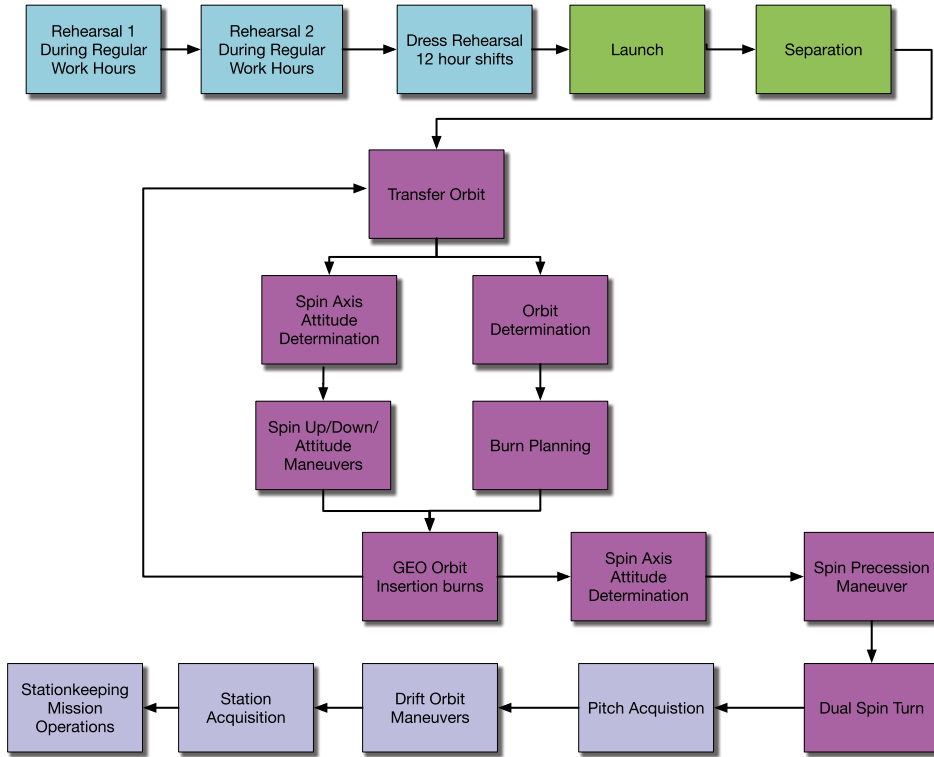 Rehearsal 1
During Regular
Work Hours
Rehearsal 2
During Regular
Work Hours
Dress Rehearsal
12 hour shifts
Launch
Separation
Transfer Orbit
Spin Axis
Attitude
Determination
Orbit
Determination
Spin Up/Down/
Attitude
Maneuvers
Burn Planning
GEO Orbit
Insertion burns
Spin Axis
Attitude
Determination
Spin Precession
Maneuver
Stationkeeping
Mission
Operations
Station
Acquisition
Drift Orbit
Maneuvers
Pitch Acquistion
Dual Spin Turn